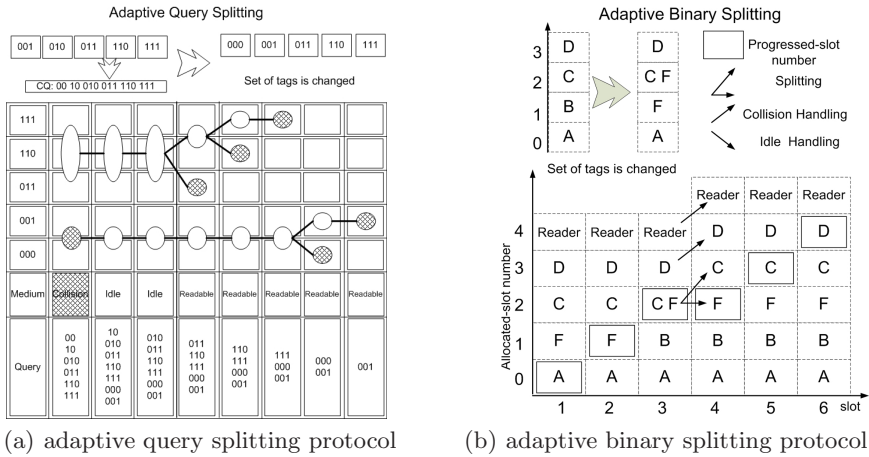 Adaptive Query Splitting
001 010 011 110 111
000 001 011 110 111
CQ: 00 10 010 011 110 111
Set of tags is changed
111
110
011
001
000
Medium Collision Idle Idle Readable Readable Readable Readable Readable
Query
00
10
010
011
110
111
10
010
011
110
111
000
001
010
011
110
111
000
001
011
110
111
000
001
110
111
000
001
111
000
001
000
001
001
(a) adaptive query splitting protocol
Adaptive Binary Splitting
3 D D
2 C C F
1 B F
0 A A
Progressed-slot
number
Splitting
Collision Handling
Idle Handling
Set of tags is changed
Allocated-slot number
Reader Reader Reader
4 Reader Reader Reader D D D
3 D D D C C C
2 C C C F F F F
1 F F B B B B
0 A A A A A A
1 2 3 4 5 6 slot
(b) adaptive binary splitting protocol